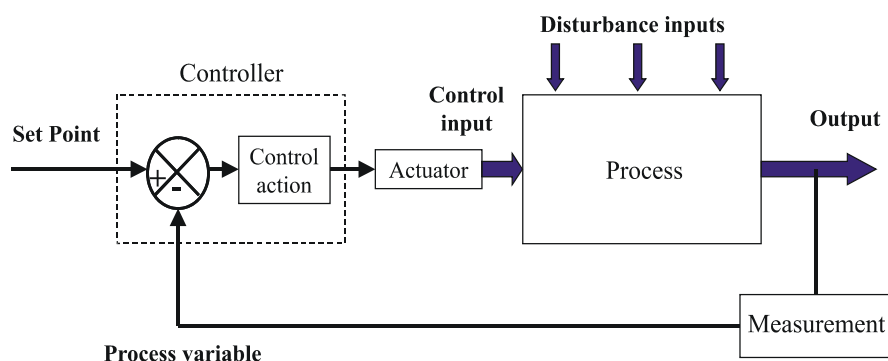 Disturbance inputs
Controller
Control
input
Set Point
Output
+
-
Control
action
Actuator
Process
Measurement
Process variable